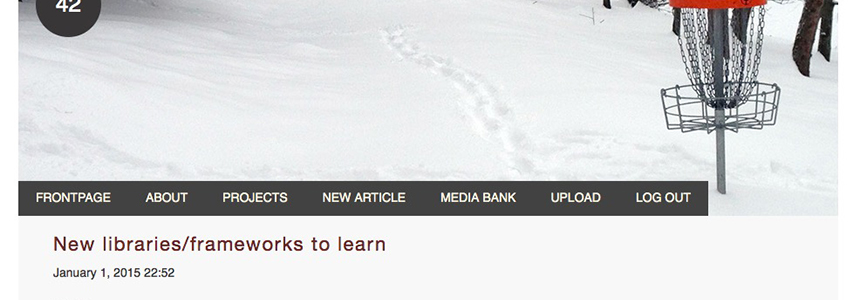 42
FRONTPAGE ABOUT PROJECTS NEW ARTICLE MEDIA BANK UPLOAD LOG OUT
New libraries/frameworks to learn
January 1, 2015 22:52